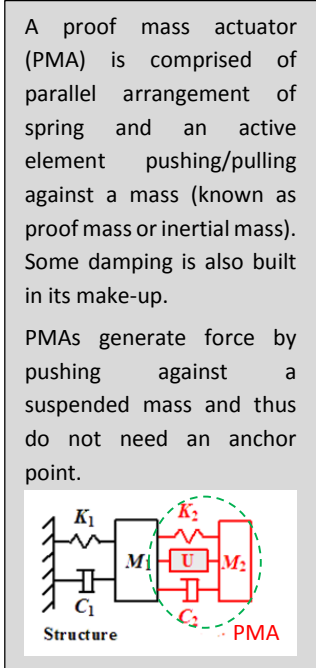 A proof mass actuator
(PMA) is comprised of
parallel arrangement of
spring and an active
element pushing/pulling
against a mass (known as
proof mass or inertial mass).
Some damping is also built
in its make-up.
PMAs generate force by
pushing against a
suspended mass and thus
do not need an anchor
point.
K₁ K₂
M₁ U M₂
C₁ C₂
Structure PMA